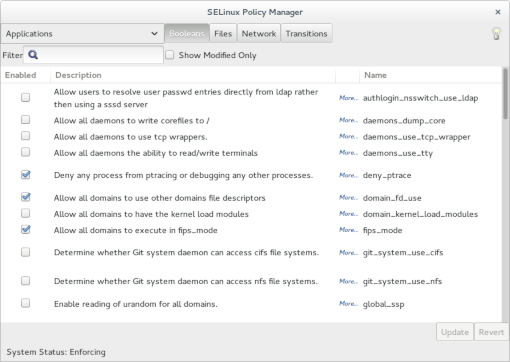 SELinux Policy Manager ×
Applications Booleans Files Network Transitions
Filter Show Modified Only
Enabled Description Name
Allow users to resolve user passwd entries directly from ldap rather
then using a sssd server More... authlogin_nsswitch_use_ldap
Allow all daemons to write corefiles to / More... daemons_dump_core
Allow all daemons to use tcp wrappers. More... daemons_use_tcp_wrapper
Allow all daemons the ability to read/write terminals More... daemons_use_tty
Deny any process from ptracing or debugging any other processes. More... deny_ptrace
Allow all domains to use other domains file descriptors More... domain_fd_use
Allow all domains to have the kernel load modules More... domain_kernel_load_modules
Allow all domains to execute in fips_mode More... fips_mode
Determine whether Git system daemon can access cifs file systems. More... git_system_use_cifs
Determine whether Git system daemon can access nfs file systems. More... git_system_use_nfs
Enable reading of urandom for all domains. More... global_ssp
Update Revert
System Status: Enforcing